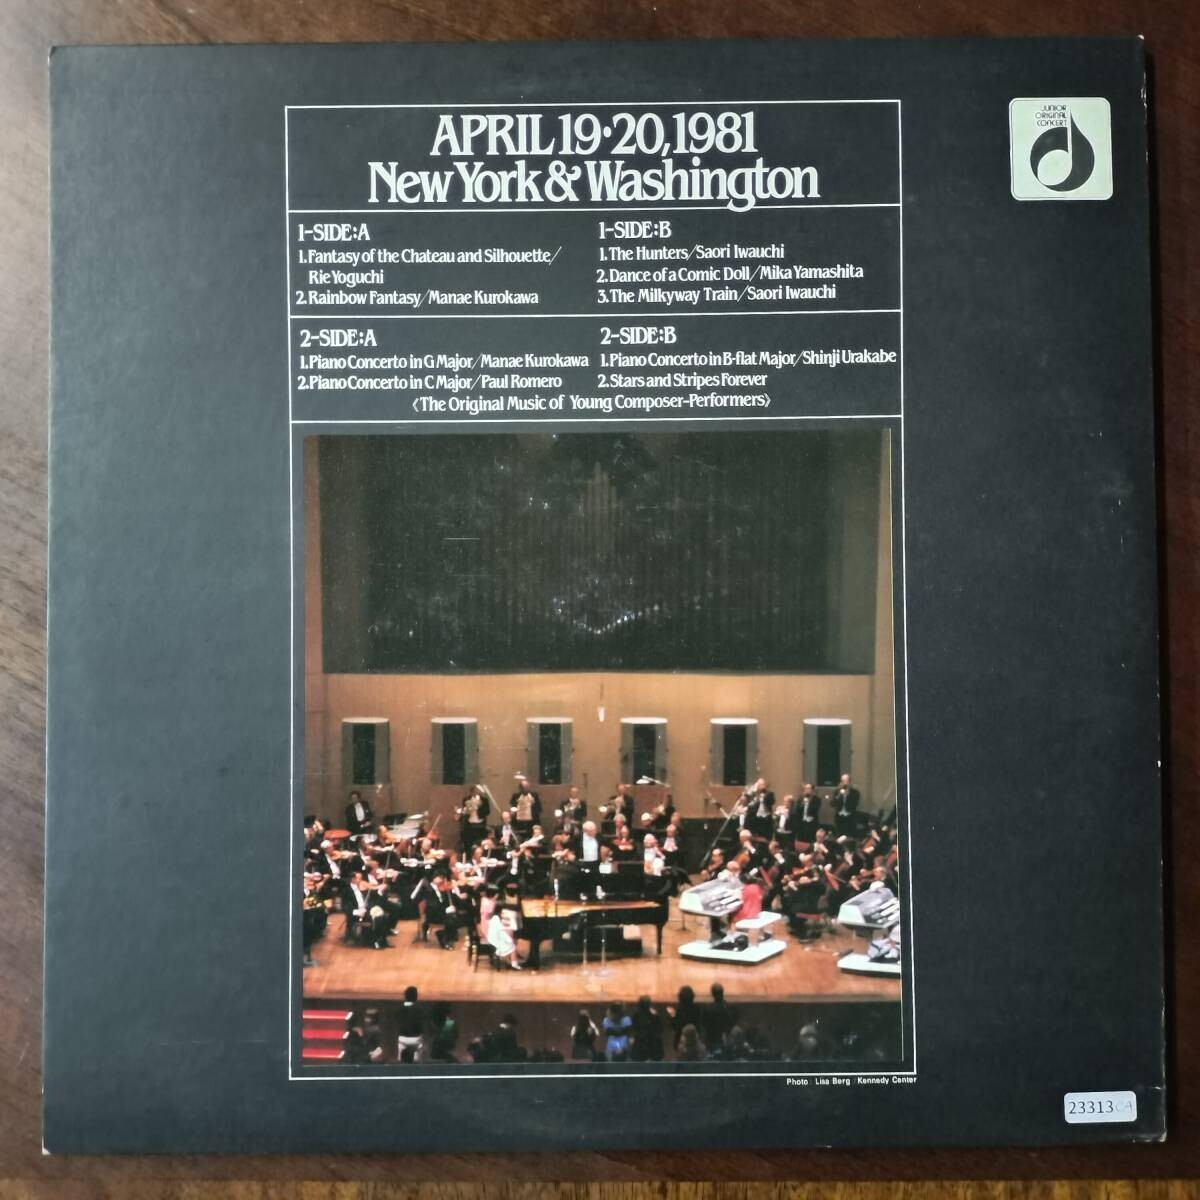 JUNIOR
ORIGINAL
CONCERT
APRIL 19·20,1981
New York & Washington
1-SIDE:A
1. Fantasy of the Chateau and Silhouette/
Rie Yoguchi
2. Rainbow Fantasy/Manae Kurokawa
1-SIDE:B
1. The Hunters/Saori Iwauchi
2. Dance of a Comic Doll/Mika Yamashita
3. The Milkyway Train/Saori Iwauchi
2-SIDE:A
1. Piano Concerto in G Major/Manae Kurokawa
2. Piano Concerto in C Major/Paul Romero
2-SIDE:B
1. Piano Concerto in B-flat Major/Shinji Urakabe
2. Stars and Stripes Forever
《The Original Music of Young Composer-Performers》
Photo Lisa Berg / Kennedy Center
23313CA